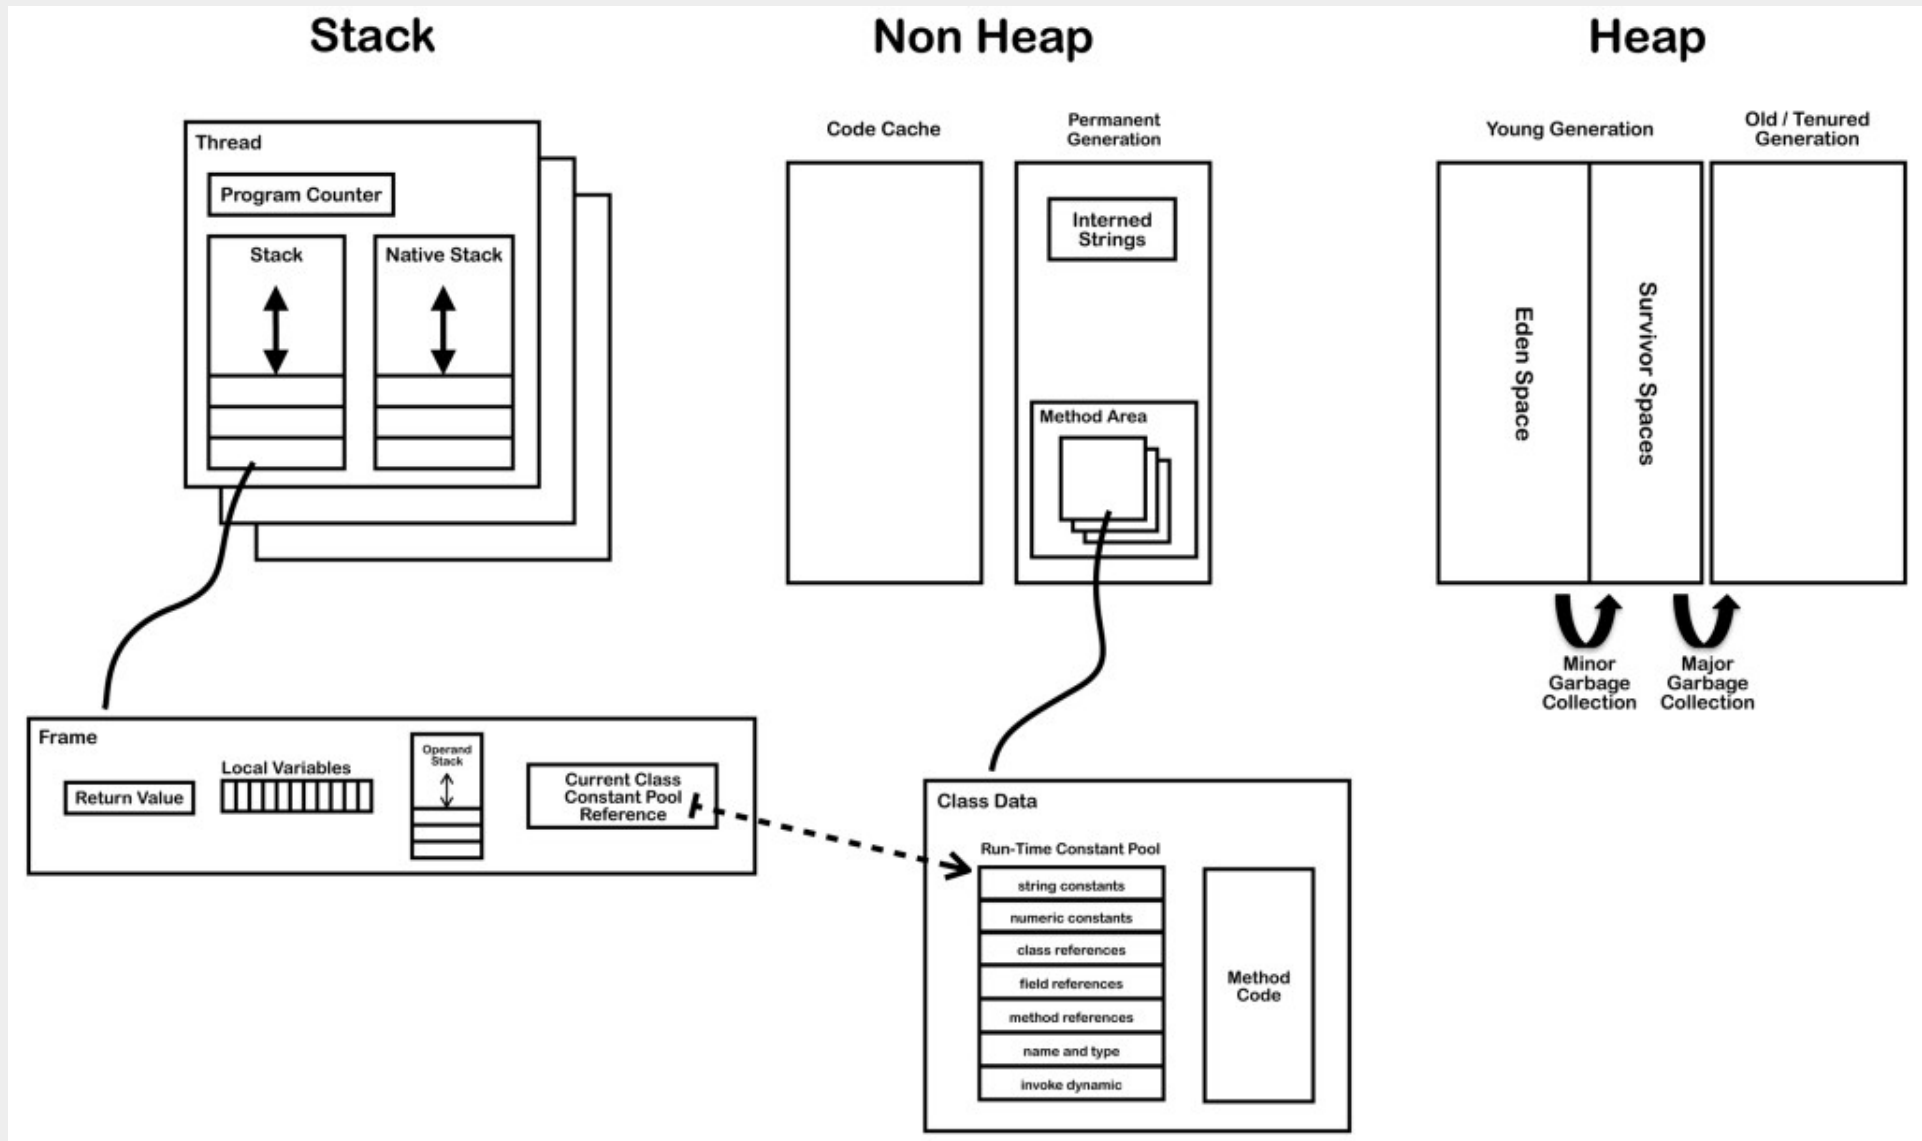 Stack
Thread
Program Counter
Stack
Native Stack
Frame
Return Value
Local Variables
Operand
Stack
Current Class
Constant Pool
Reference
Non Heap
Code Cache
Permanent
Generation
Interned
Strings
Method Area
Class Data
Run-Time Constant Pool
string constants
numeric constants
class references
field references
method references
name and type
invoke dynamic
Method
Code
Heap
Young Generation
Old / Tenured
Generation
Eden Space
Survivor Spaces
Minor
Garbage
Collection
Major
Garbage
Collection